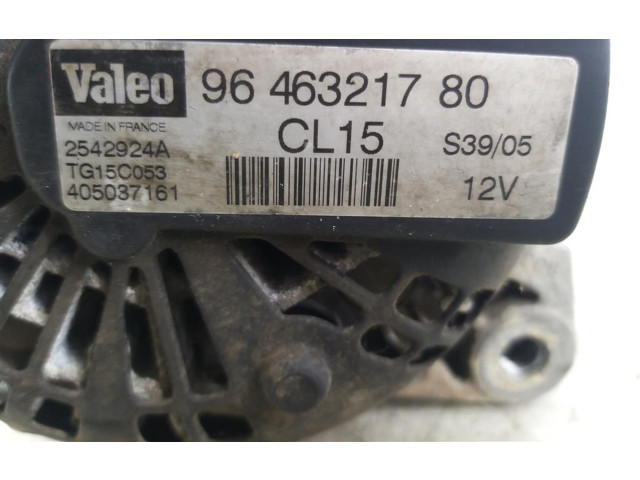 Valeo 96 463217 80
MADE IN FRANCE
CL15 S39/05
2542924A
TG15C053
405037161 12V